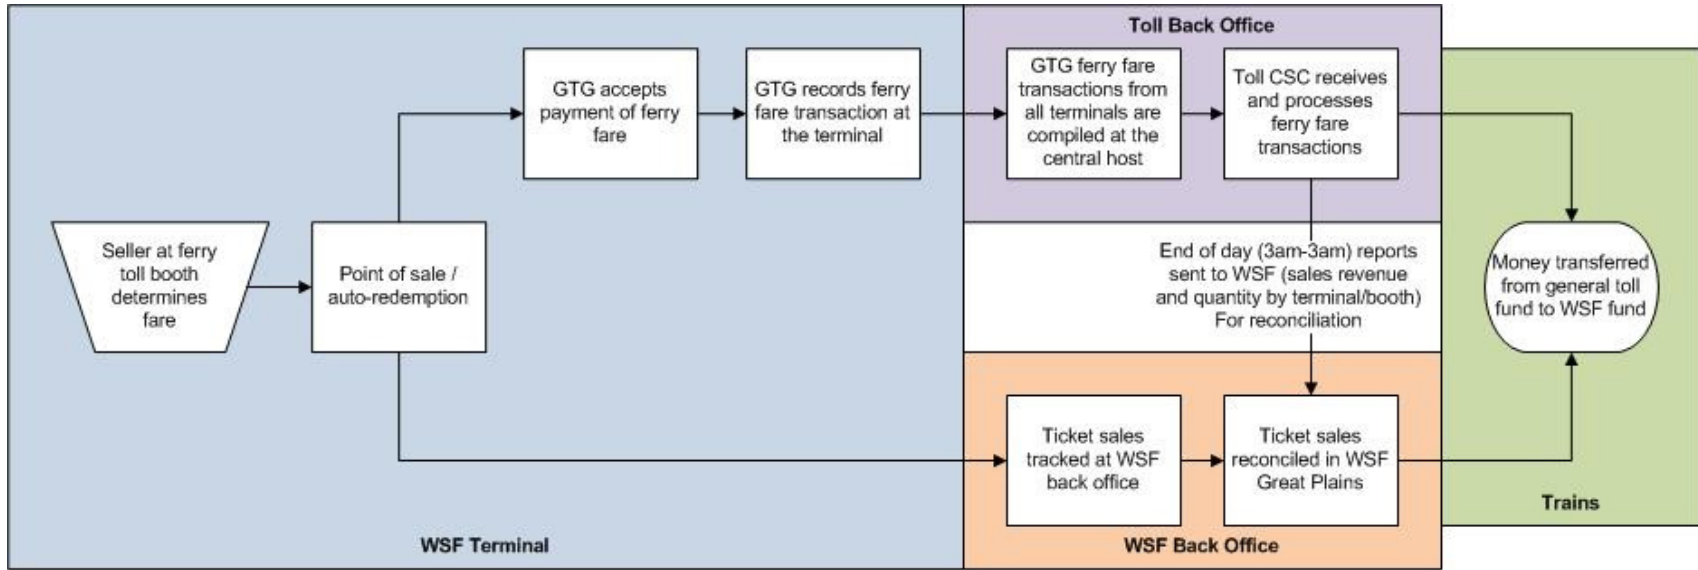 Toll Back Office
GTG accepts
payment of ferry
fare
GTG records ferry
fare transaction at
the terminal
GTG ferry fare
transactions from
all terminals are
compiled at the
central host
Toll CSC receives
and processes
ferry fare
transactions
Seller at ferry
toll booth
determines
fare
Point of sale /
auto-redemption
End of day (3am-3am) reports
sent to WSF (sales revenue
and quantity by terminal/booth)
For reconciliation
Money transferred
from general toll
fund to WSF fund
Ticket sales
tracked at WSF
back office
Ticket sales
reconciled in WSF
Great Plains
Trains
WSF Terminal
WSF Back Office